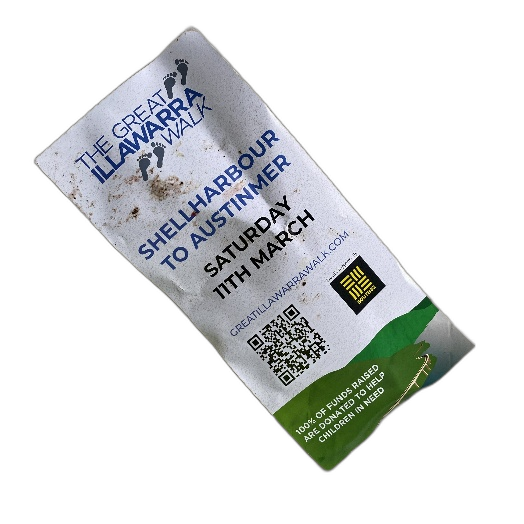 THE GREAT
ILLAWARRA
WALK
SHELLHARBOUR
TO AUSTINMER
SATURDAY
11TH MARCH
GREATILLAWARRAWALK.COM
100% OF FUNDS RAISED
ARE DONATED TO HELP
CHILDREN IN NEED